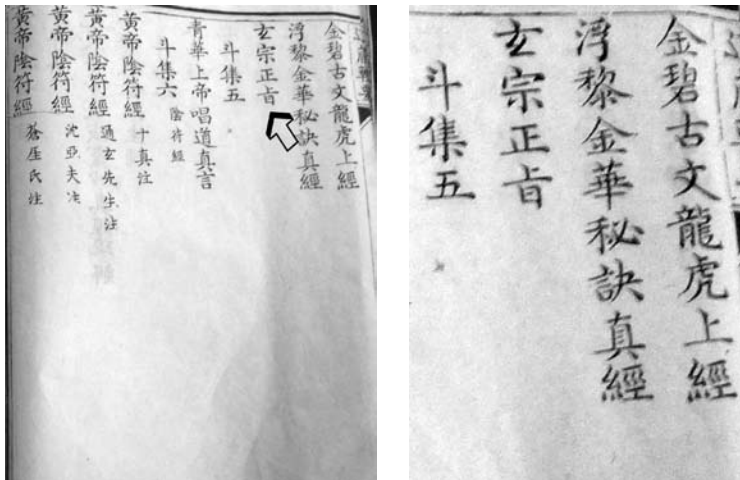 金碧古文龍虎上經
浮黎金華秘訣真經
玄宗正旨
斗集五
青華上帝唱道真言
斗集六 陰符經
黃帝陰符經 十真注
黃帝陰符經 通玄先生注
黃帝陰符經 沈亞夫注
黃帝陰符經 蒼厓氏注
金碧古文龍虎上經
浮黎金華秘訣真經
玄宗正旨
斗集五